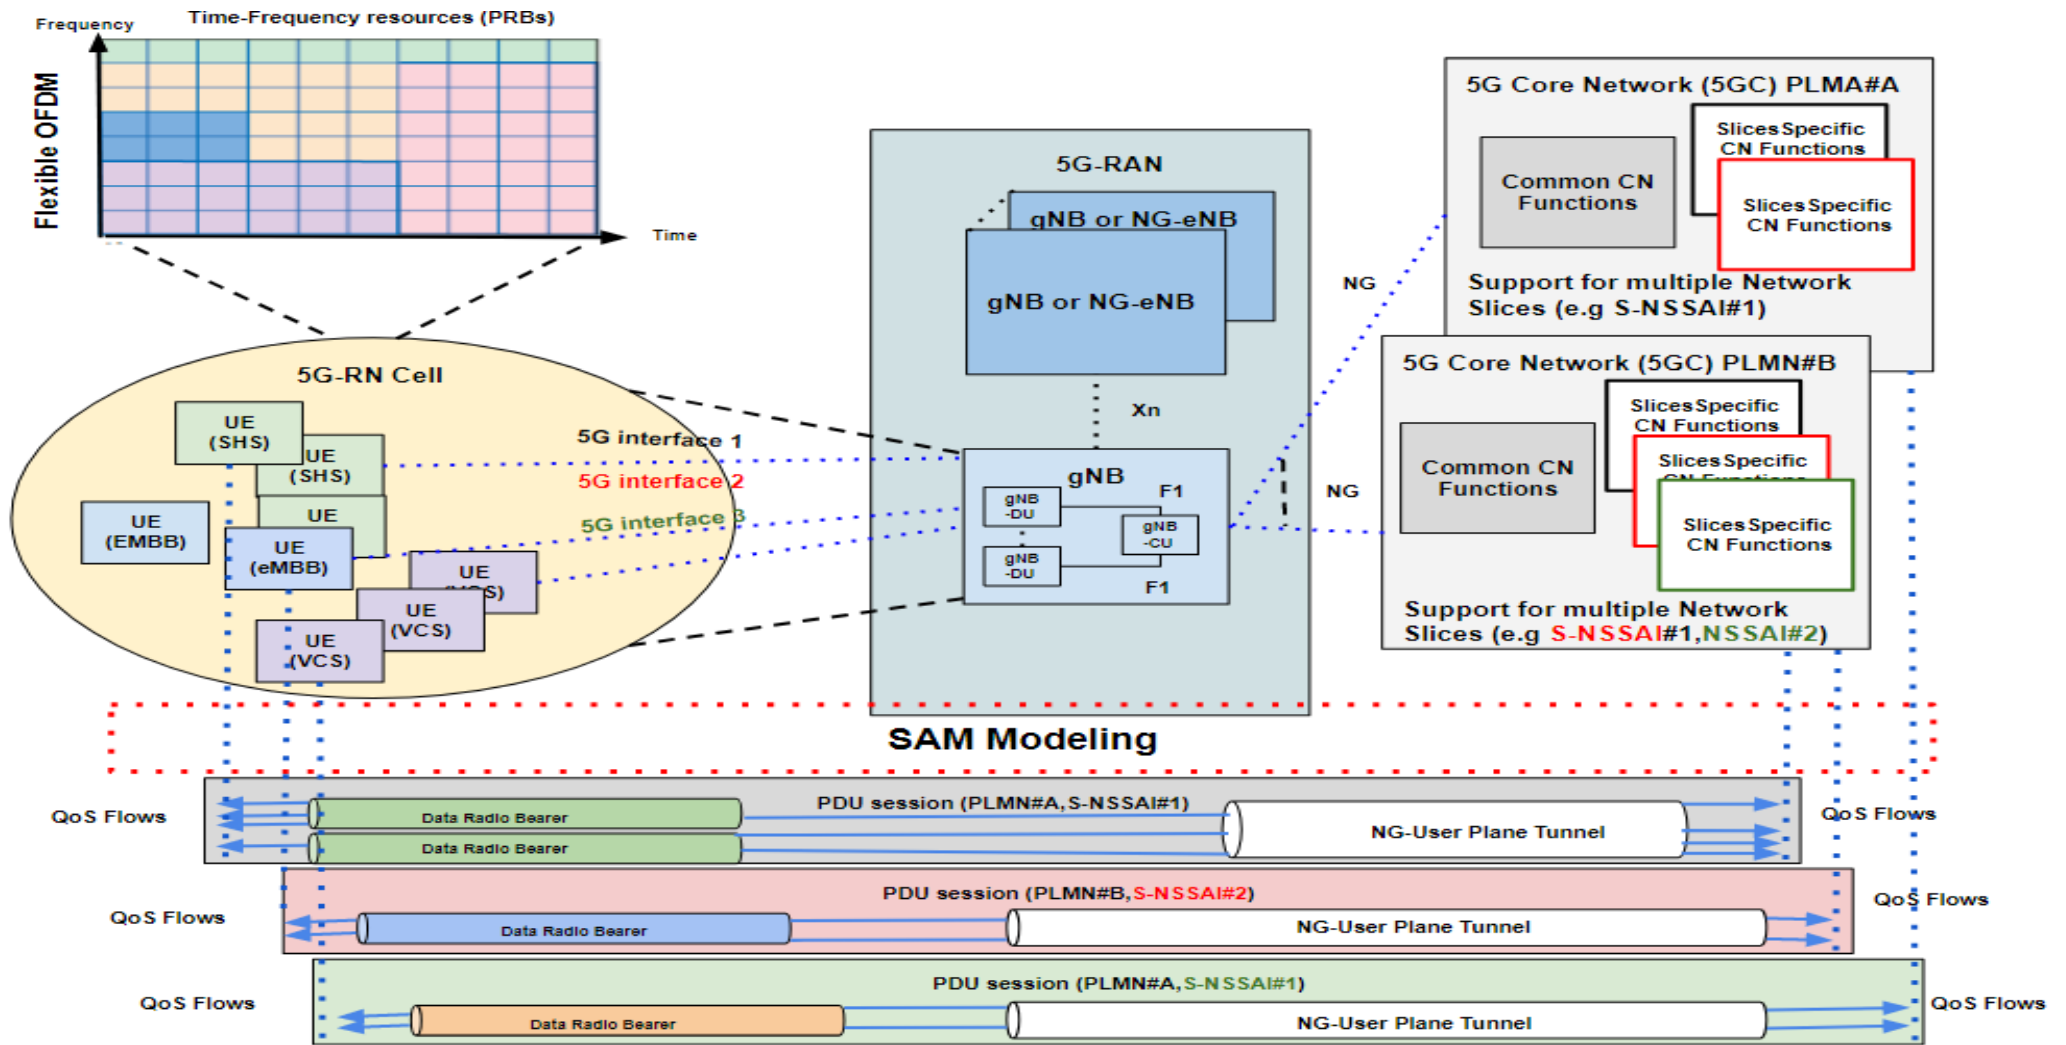 Time-Frequency resources (PRBs)
Frequency
Flexible OFDM
Time
5G-RN Cell
UE
(SHS)
UE
(SHS)
UE
UE
(EMBB)
UE
(eMBB)
UE
UE
(VCS)
UE
(VCS)
5G interface 1
5G interface 2
5G interface 3
5G-RAN
gNB or NG-eNB
gNB or NG-eNB
Xn
gNB
F1
gNB
-DU
gNB
-CU
gNB
-DU
F1
NG
NG
5G Core Network (5GC) PLMA#A
Common CN
Functions
Slices Specific
CN Functions
Slices Specific
CN Functions
Support for multiple Network
Slices (e.g S-NSSAI#1)
5G Core Network (5GC) PLMN#B
Common CN
Functions
Slices Specific
CN Functions
Slices Specific
Slices Specific
CN Functions
Support for multiple Network
Slices (e.g S-NSSAI#1,NSSAI#2)
SAM Modeling
QoS Flows
PDU session (PLMN#A,S-NSSAI#1)
Data Radio Bearer
Data Radio Bearer
NG-User Plane Tunnel
QoS Flows
QoS Flows
PDU session (PLMN#B,S-NSSAI#2)
Data Radio Bearer
NG-User Plane Tunnel
QoS Flows
QoS Flows
PDU session (PLMN#A,S-NSSAI#1)
Data Radio Bearer
NG-User Plane Tunnel
QoS Flows